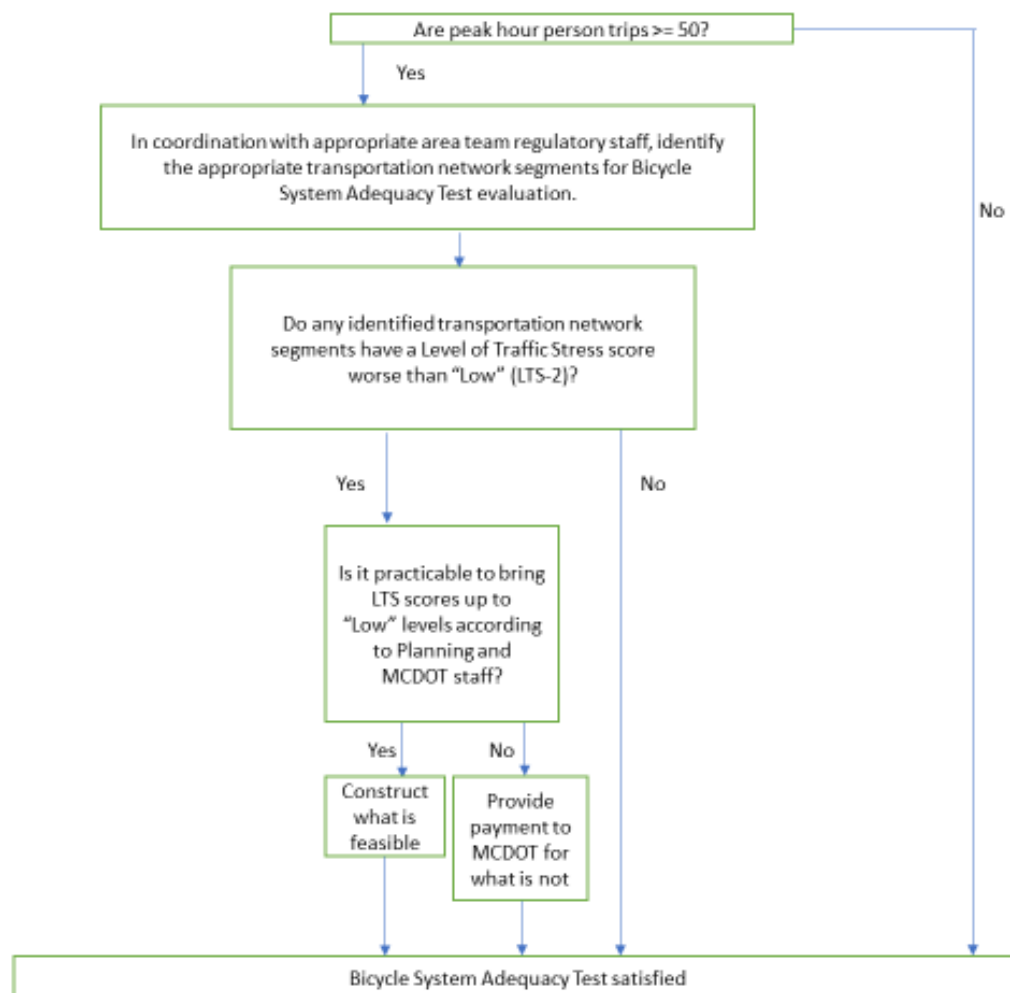 Are peak hour person trips >= 50?
Yes
In coordination with appropriate area team regulatory staff, identify
the appropriate transportation network segments for Bicycle
System Adequacy Test evaluation.
No
Do any identified transportation network
segments have a Level of Traffic Stress score
worse than “Low” (LTS-2)?
Yes
No
Is it practicable to bring
LTS scores up to
“Low” levels according
to Planning and
MCDOT staff?
Yes
No
Construct
what is
feasible
Provide
payment to
MCDOT for
what is not
Bicycle System Adequacy Test satisfied